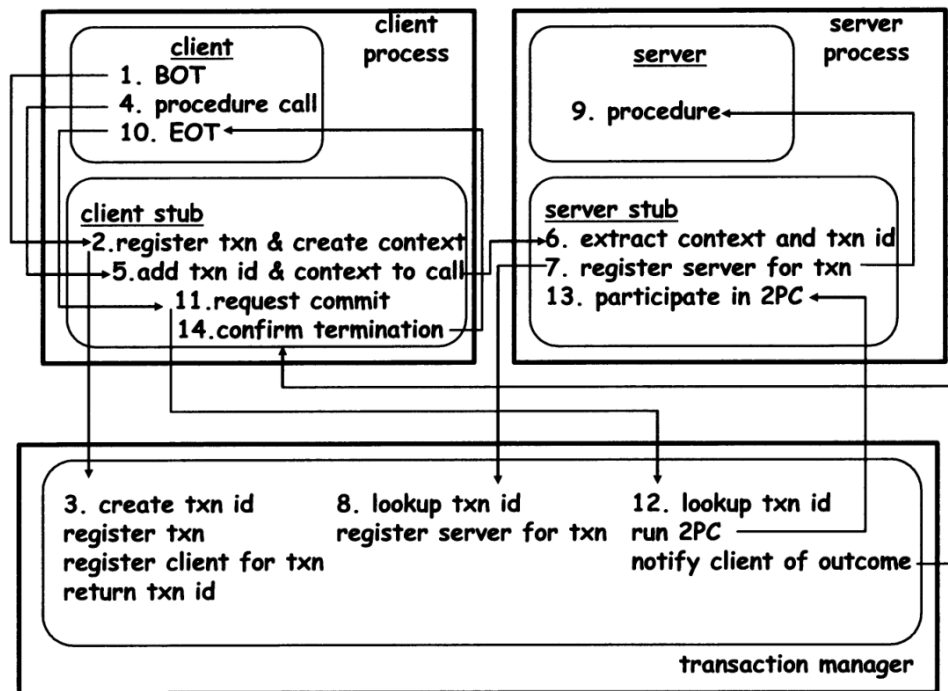 client process
client
1. BOT
4. procedure call
10. EOT
client stub
2.register txn & create context
5.add txn id & context to call
11.request commit
14.confirm termination
server process
server
9. procedure
server stub
6. extract context and txn id
7. register server for txn
13. participate in 2PC
3. create txn id
register txn
register client for txn
return txn id
8. lookup txn id
register server for txn
12. lookup txn id
run 2PC
notify client of outcome
transaction manager